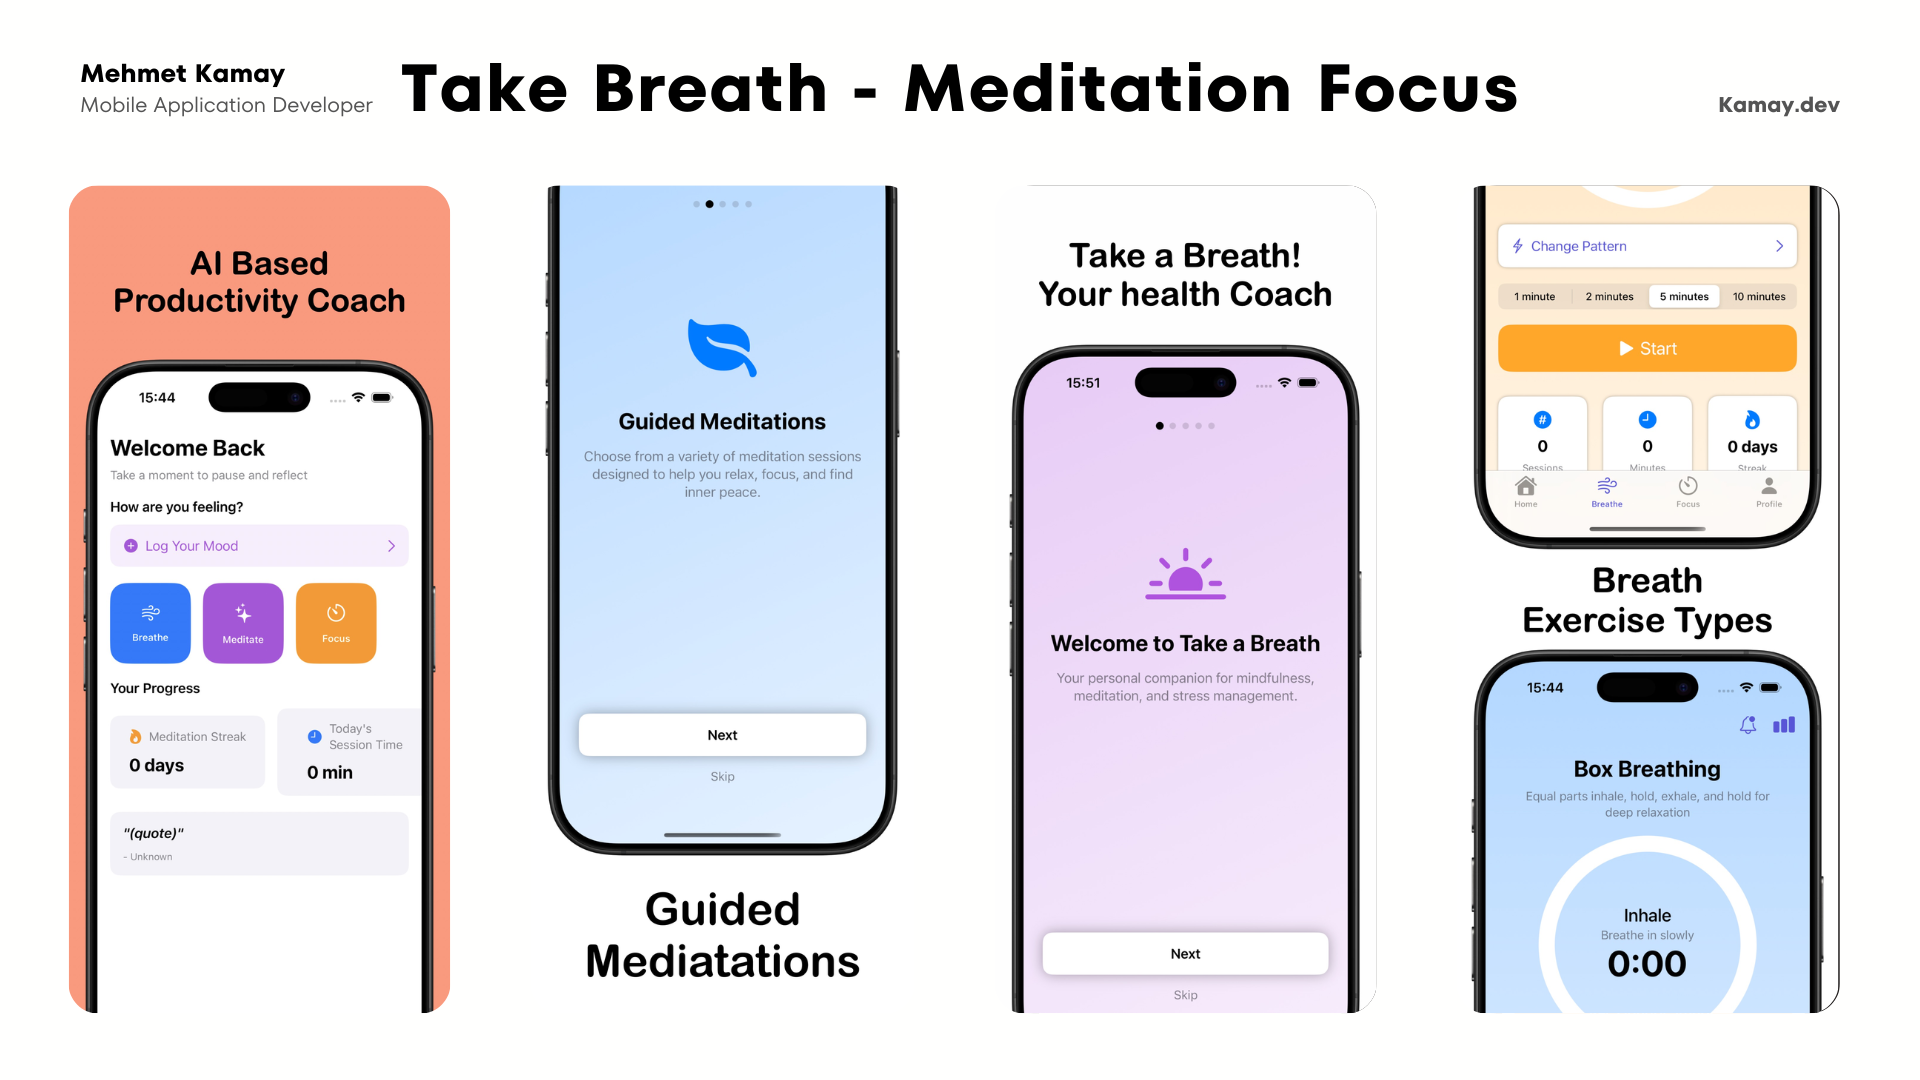 Mehmet Kamay
Mobile Application Developer
Take Breath - Meditation Focus
Kamay.dev
AI Based
Productivity Coach
15:44
Welcome Back
Take a moment to pause and reflect
How are you feeling?
Log Your Mood
Breathe
Meditate
Focus
Your Progress
Meditation Streak
0 days
Today's
Session Time
0 min
"(quote)"
- Unknown
Guided Meditations
Choose from a variety of meditation sessions
designed to help you relax, focus, and find
inner peace.
Next
Skip
Guided
Mediatations
Take a Breath!
Your health Coach
15:51
Welcome to Take a Breath
Your personal companion for mindfulness,
meditation, and stress management.
Next
Skip
Change Pattern
1 minute 2 minutes 5 minutes 10 minutes
Start
# 0
Sessions
0
Minutes
0 days
Streak
Home
Breathe
Focus
Profile
Breath
Exercise Types
15:44
Box Breathing
Equal parts inhale, hold, exhale, and hold for
deep relaxation
Inhale
Breathe in slowly
0:00